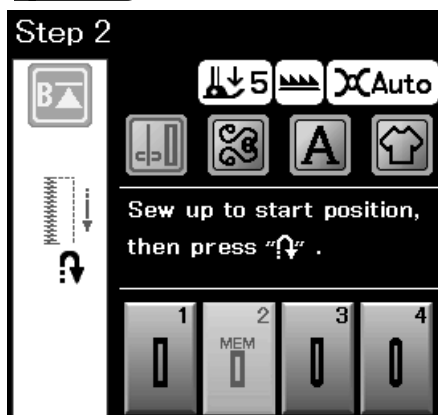 Step 2
B
5
Auto
A
Sew up to start position,
then press " ".
1
2
3
4
MEM